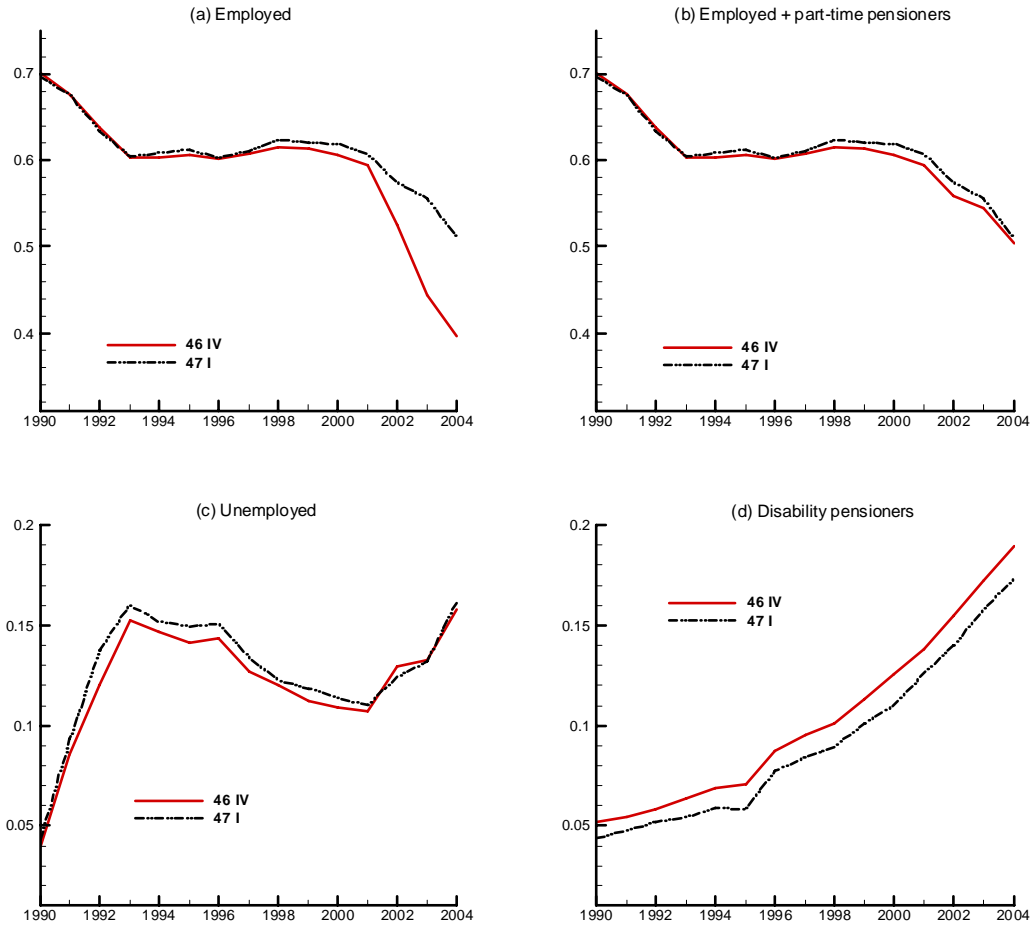 (a) Employed
0.7
0.6
0.5
0.4
46 IV
47 I
1990 1992 1994 1996 1998 2000 2002 2004
(b) Employed + part-time pensioners
0.7
0.6
0.5
0.4
46 IV
47 I
1990 1992 1994 1996 1998 2000 2002 2004
(c) Unemployed
0.2
0.15
0.1
0.05
46 IV
47 I
1990 1992 1994 1996 1998 2000 2002 2004
(d) Disability pensioners
0.2
0.15
0.1
0.05
46 IV
47 I
1990 1992 1994 1996 1998 2000 2002 2004